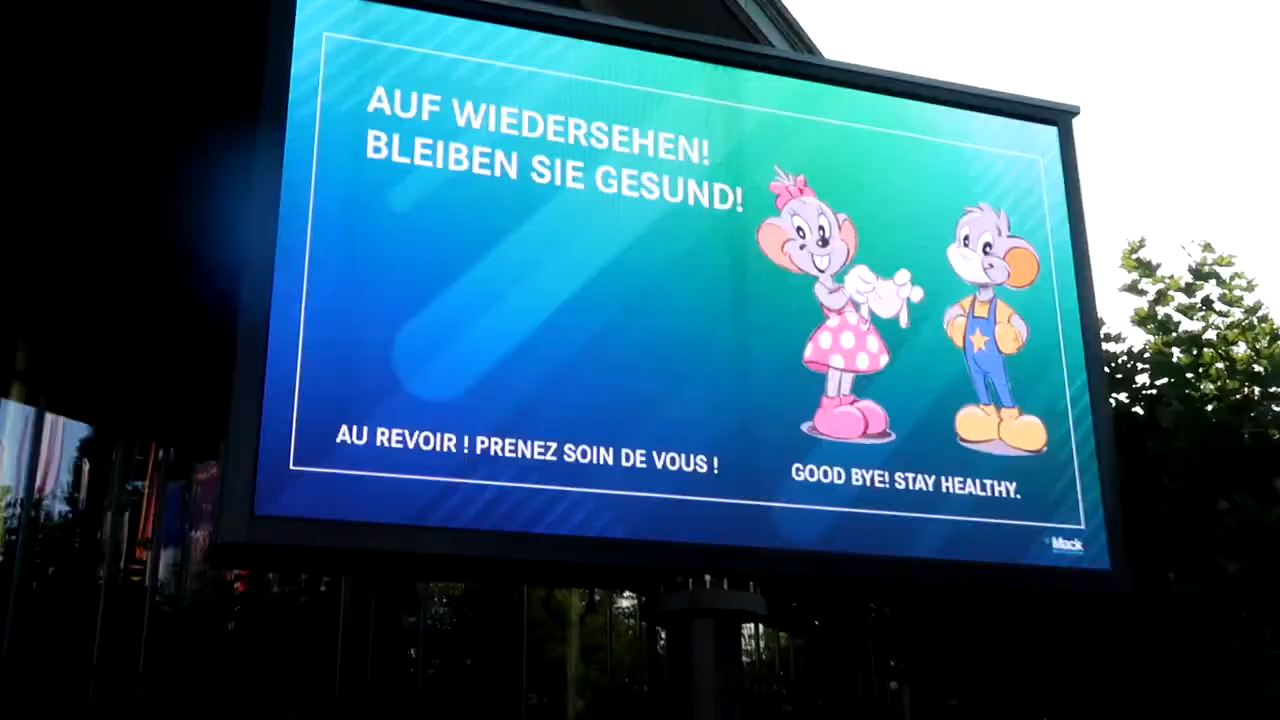 AUF WIEDERSEHEN!
BLEIBEN SIE GESUND!
AU REVOIR ! PRENEZ SOIN DE VOUS !
GOOD BYE! STAY HEALTHY.
Mack